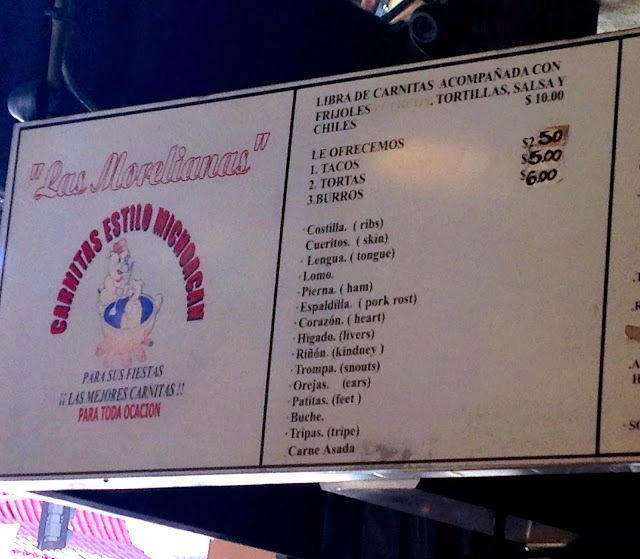 "Las Morelianas"
CARNITAS ESTILO MICHOACAN
PARA SUS FIESTAS
¡¡ LAS MEJORES CARNITAS !!
PARA TODA OCACION
LIBRA DE CARNITAS ACOMPAÑADA CON
FRIJOLES , TORTILLAS, SALSA Y
CHILES $ 10.00
LE OFRECEMOS
1. TACOS $2.50
2. TORTAS $5.00
3.BURROS $6.00
· Costilla. ( ribs)
Cueritos. ( skin)
· Lengua. ( tongue)
·Lomo.
·Pierna. ( ham)
·Espaldilla. ( pork rost)
·Corazón. ( heart)
·Higado. (livers)
·Riñón. (kindney )
·Trompa. (snouts)
·Orejas. (ears)
·Patitas. (feet )
·Buche.
·Tripas. (tripe)
Carne Asada